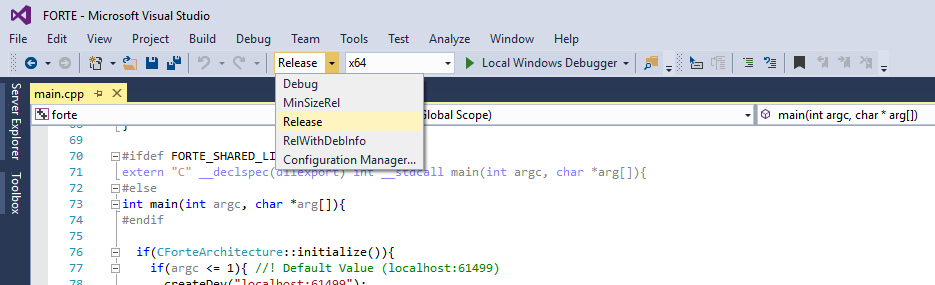 FORTE - Microsoft Visual Studio
File Edit View Project Build Debug Team Tools Test Analyze Window Help
Release x64 Local Windows Debugger
Debug
MinSizeRel
Release
RelWithDebInfo
Configuration Manager...
Server Explorer
Toolbox
main.cpp
forte Global Scope) main(int argc, char * arg[])
68 }
69
70 #ifdef FORTE_SHARED_LI
71 extern "C" __declspec(dllexport) int __stdcall main(int argc, char *arg[]){
72 #else
73 int main(int argc, char *arg[]){
74 #endif
75
76 if(CForteArchitecture::initialize()){
77 if(argc <= 1){ //! Default Value (localhost:61499)
78 createDev("localhost:61499");